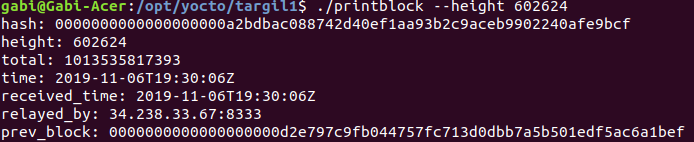 gabi@Gabi-Acer:/opt/yocto/targil1$ ./printblock --height 602624
hash: 0000000000000000000a2bdbac088742d40ef1aa93b2c9aceb9902240afe9bcf
height: 602624
total: 1013535817393
time: 2019-11-06T19:30:06Z
received_time: 2019-11-06T19:30:06Z
relayed_by: 34.238.33.67:8333
prev_block: 0000000000000000000d2e797c9fb044757fc713d0dbb7a5b501edf5ac6a1bef